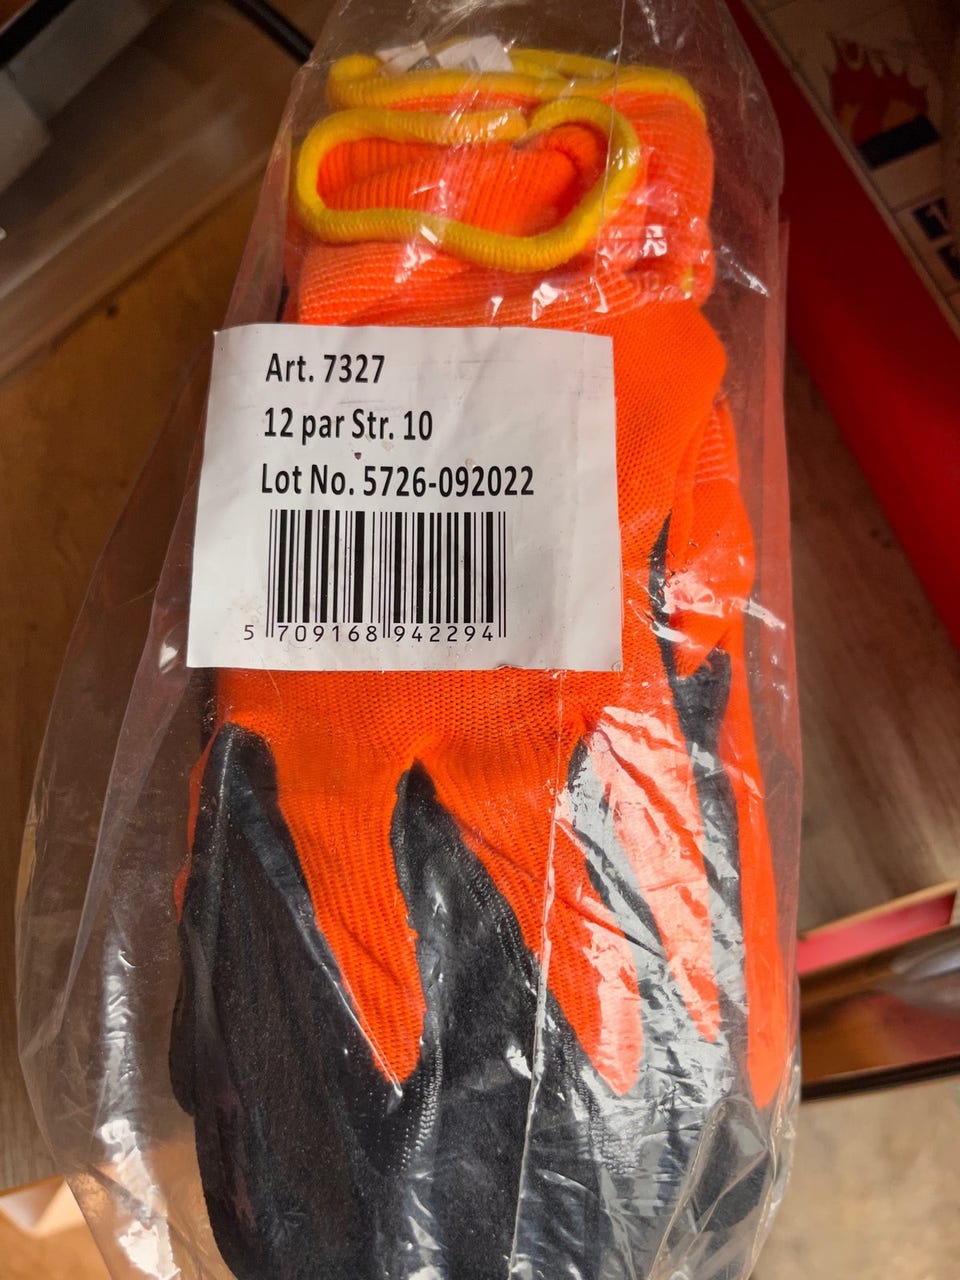 Art. 7327
12 par Str. 10
Lot No. 5726-092022
5 709168 942294